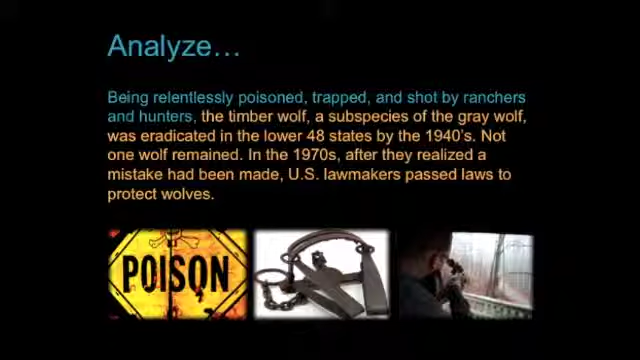 Analyze…
Being relentlessly poisoned, trapped, and shot by ranchers
and hunters, the timber wolf, a subspecies of the gray wolf,
was eradicated in the lower 48 states by the 1940's. Not
one wolf remained. In the 1970s, after they realized a
mistake had been made, U.S. lawmakers passed laws to
protect wolves.
POISON